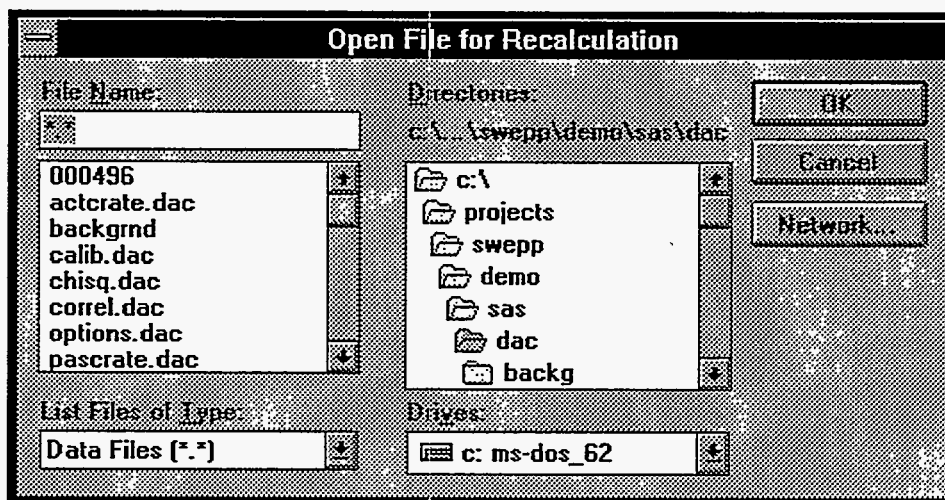 Open File for Recalculation
File Name:
*.*
000496
actcrate.dac
backgrnd
calib.dac
chisq.dac
correl.dac
options.dac
pascrate.dac
List Files of Type:
Data Files (*.*)
Directories:
c:\...\swepp\demo\sas\dac
c:\
projects
swepp
demo
sas
dac
backg
Drives:
c: ms-dos_62
OK
Cancel
Network...